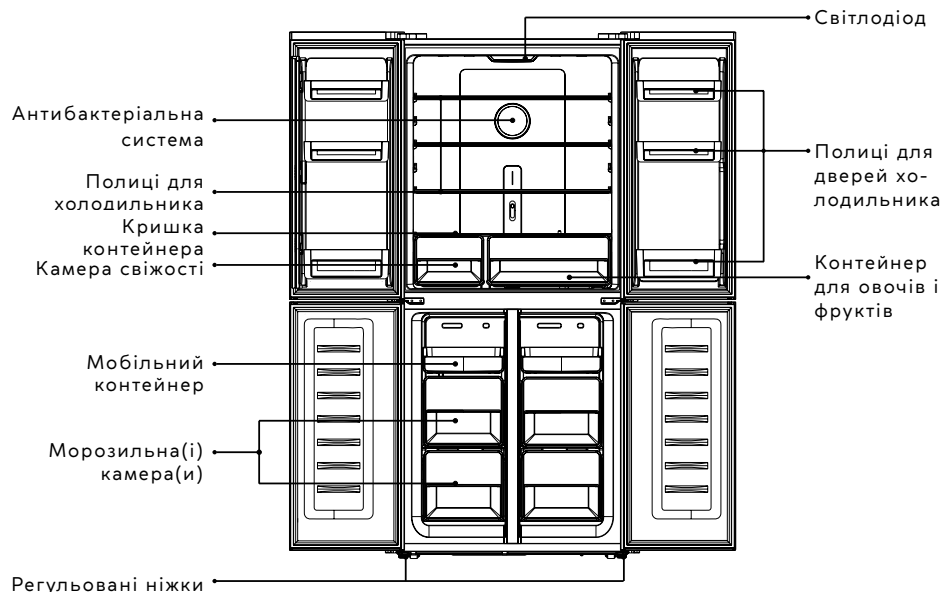 Світлодіод
Антибактеріальна
система
Полиці для
холодильника
Кришка
контейнера
Камера свіжості
Полиці для
дверей хо-
лодильника
Контейнер
для овочів і
фруктів
Мобільний
контейнер
Морозильна(і)
камера(и)
Регульовані ніжки